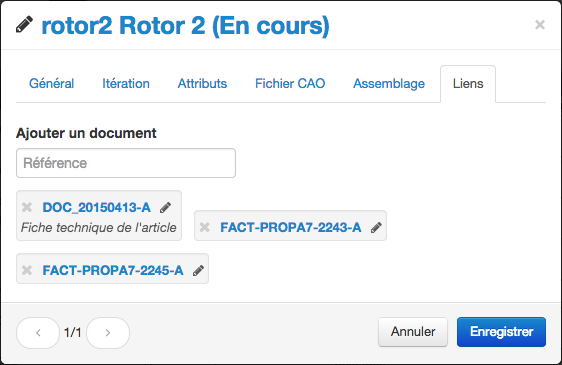 rotor2 Rotor 2 (En cours)
×
Général Itération Attributs Fichier CAO Assemblage Liens
Ajouter un document
Référence
DOC_20150413-A
Fiche technique de l'article
FACT-PROPA7-2243-A
FACT-PROPA7-2245-A
‹ 1/1 › Annuler Enregistrer